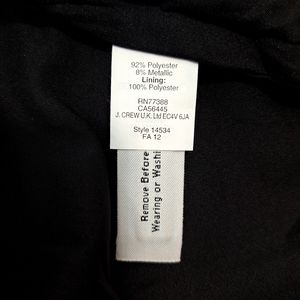 92% Polyester
8% Metallic
Lining:
100% Polyester
RN77388
CA56445
J. CREW U.K. Ltd EC4V 6JA
Style 14534
FA 12
Remove Before
Wearing or Washi